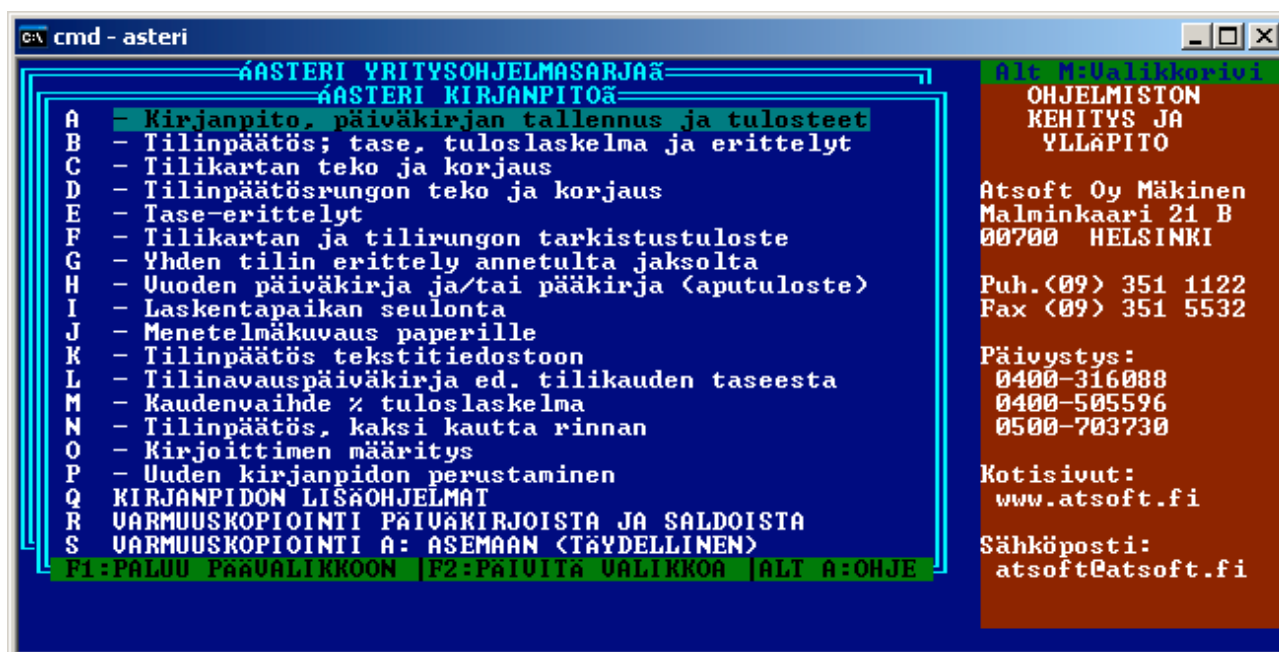 cmd - asteri
áASTERI YRITYSOHJELMASARJAã
áASTERI KIRJANPITOã
A - Kirjanpito, päiväkirjan tallennus ja tulosteet
B - Tilinpäätös; tase, tuloslaskelma ja erittelyt
C - Tilikartan teko ja korjaus
D - Tilinpäätösrungon teko ja korjaus
E - Tase-erittelyt
F - Tilikartan ja tilirungon tarkistustuloste
G - Yhden tilin erittely annetulta jaksolta
H - Vuoden päiväkirja ja/tai pääkirja (aputuloste)
I - Laskentapaikan seulonta
J - Menetelmäkuvaus paperille
K - Tilinpäätös tekstitiedostoon
L - Tilinavauspäiväkirja ed. tilikauden taseesta
M - Kaudenvaihde % tuloslaskelma
N - Tilinpäätös, kaksi kautta rinnan
O - Kirjoittimen määritys
P - Uuden kirjanpidon perustaminen
Q KIRJANPIDON LISÄOHJELMAT
R VARMUUSKOPIOINTI PÄIVÄKIRJOISTA JA SALDOISTA
S VARMUUSKOPIOINTI A: ASEMAAN (TÄYDELLINEN)
F1:PALUU PÄÄVALIKKOON |F2:PÄIVITÄ VALIKKOA |ALT A:OHJE
Alt M:Valikkorivi
OHJELMISTON
KEHITYS JA
YLLÄPITO
Atsoft Oy Mäkinen
Malminkaari 21 B
00700 HELSINKI
Puh.(09) 351 1122
Fax (09) 351 5532
Päivystys:
0400-316088
0400-505596
0500-703730
Kotisivut:
www.atsoft.fi
Sähköposti:
atsoft@atsoft.fi